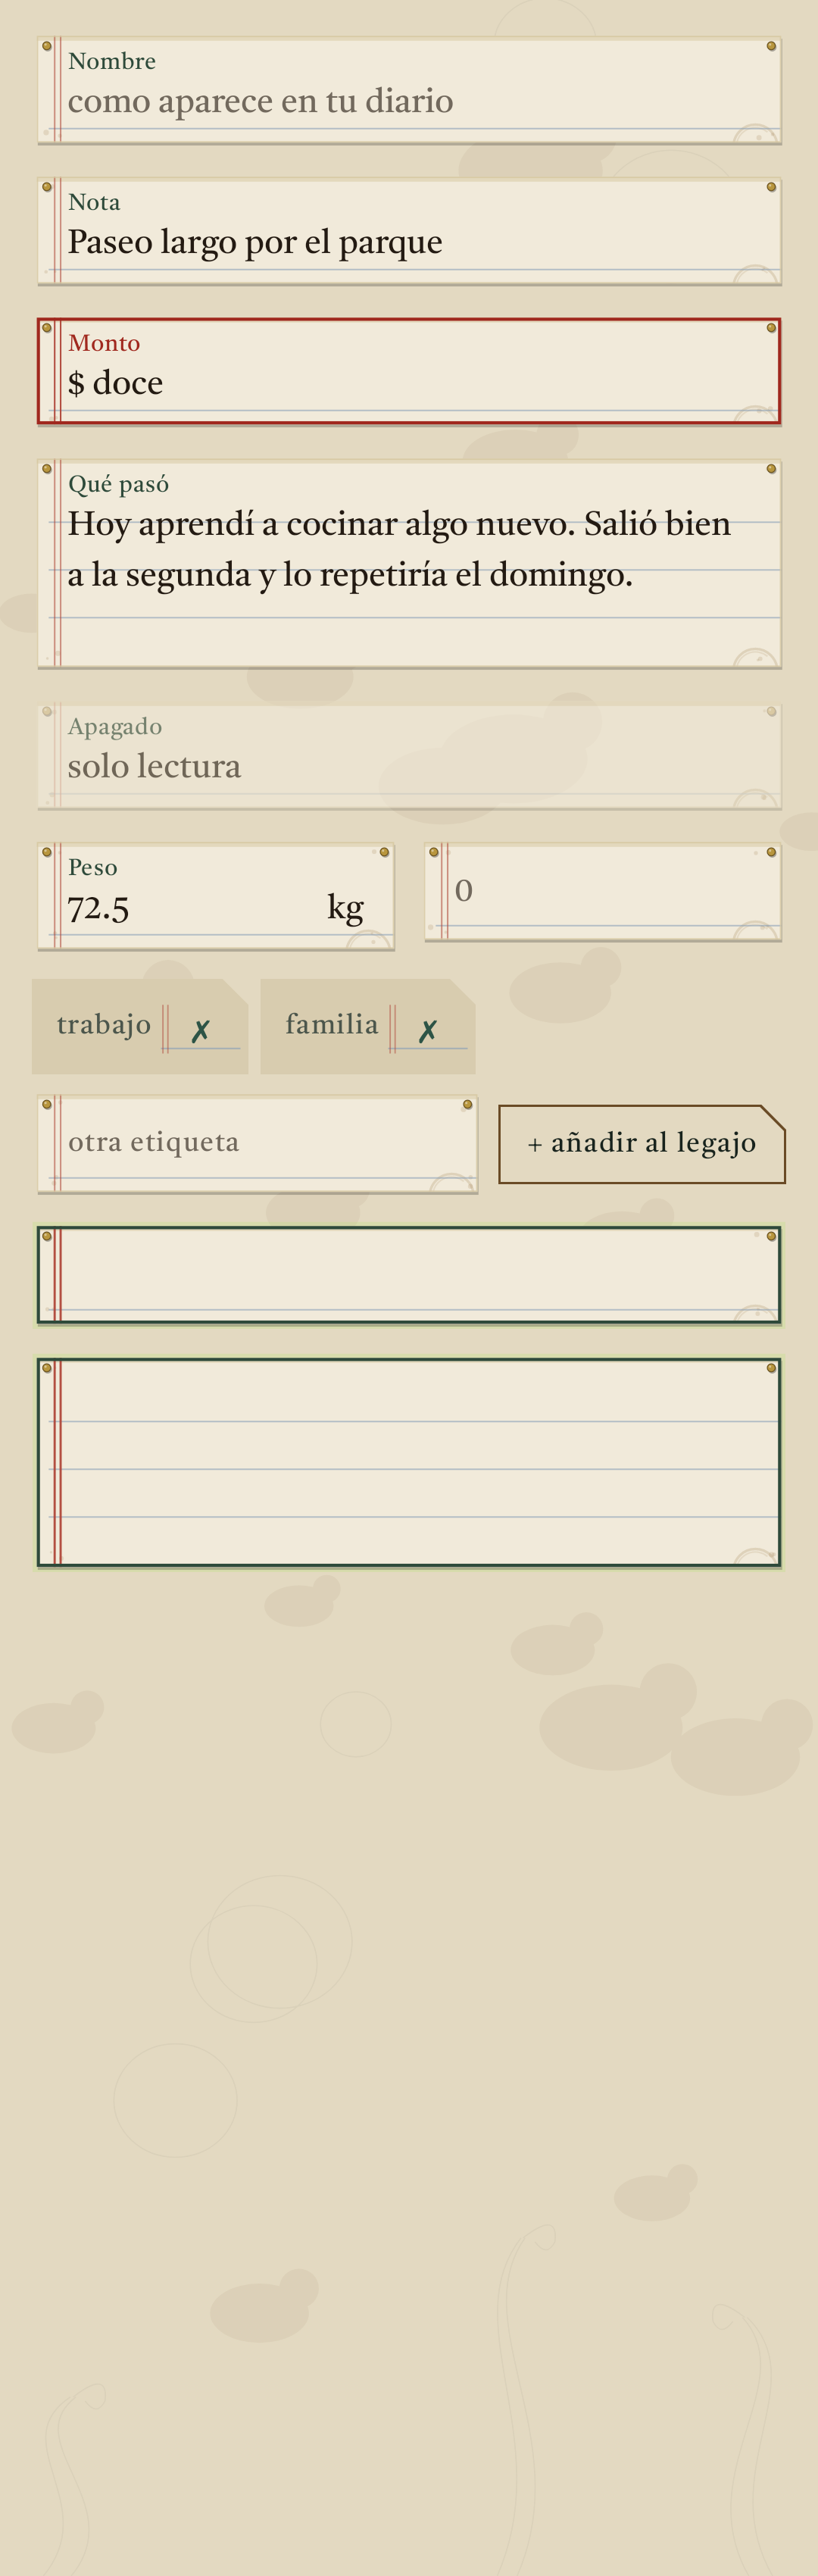 Nombre
como aparece en tu diario
Nota
Paseo largo por el parque
Monto
$ doce
Qué pasó
Hoy aprendí a cocinar algo nuevo. Salió bien
a la segunda y lo repetiría el domingo.
Apagado
solo lectura
Peso
72.5 kg
0
trabajo ✗ familia ✗
otra etiqueta
+ añadir al legajo